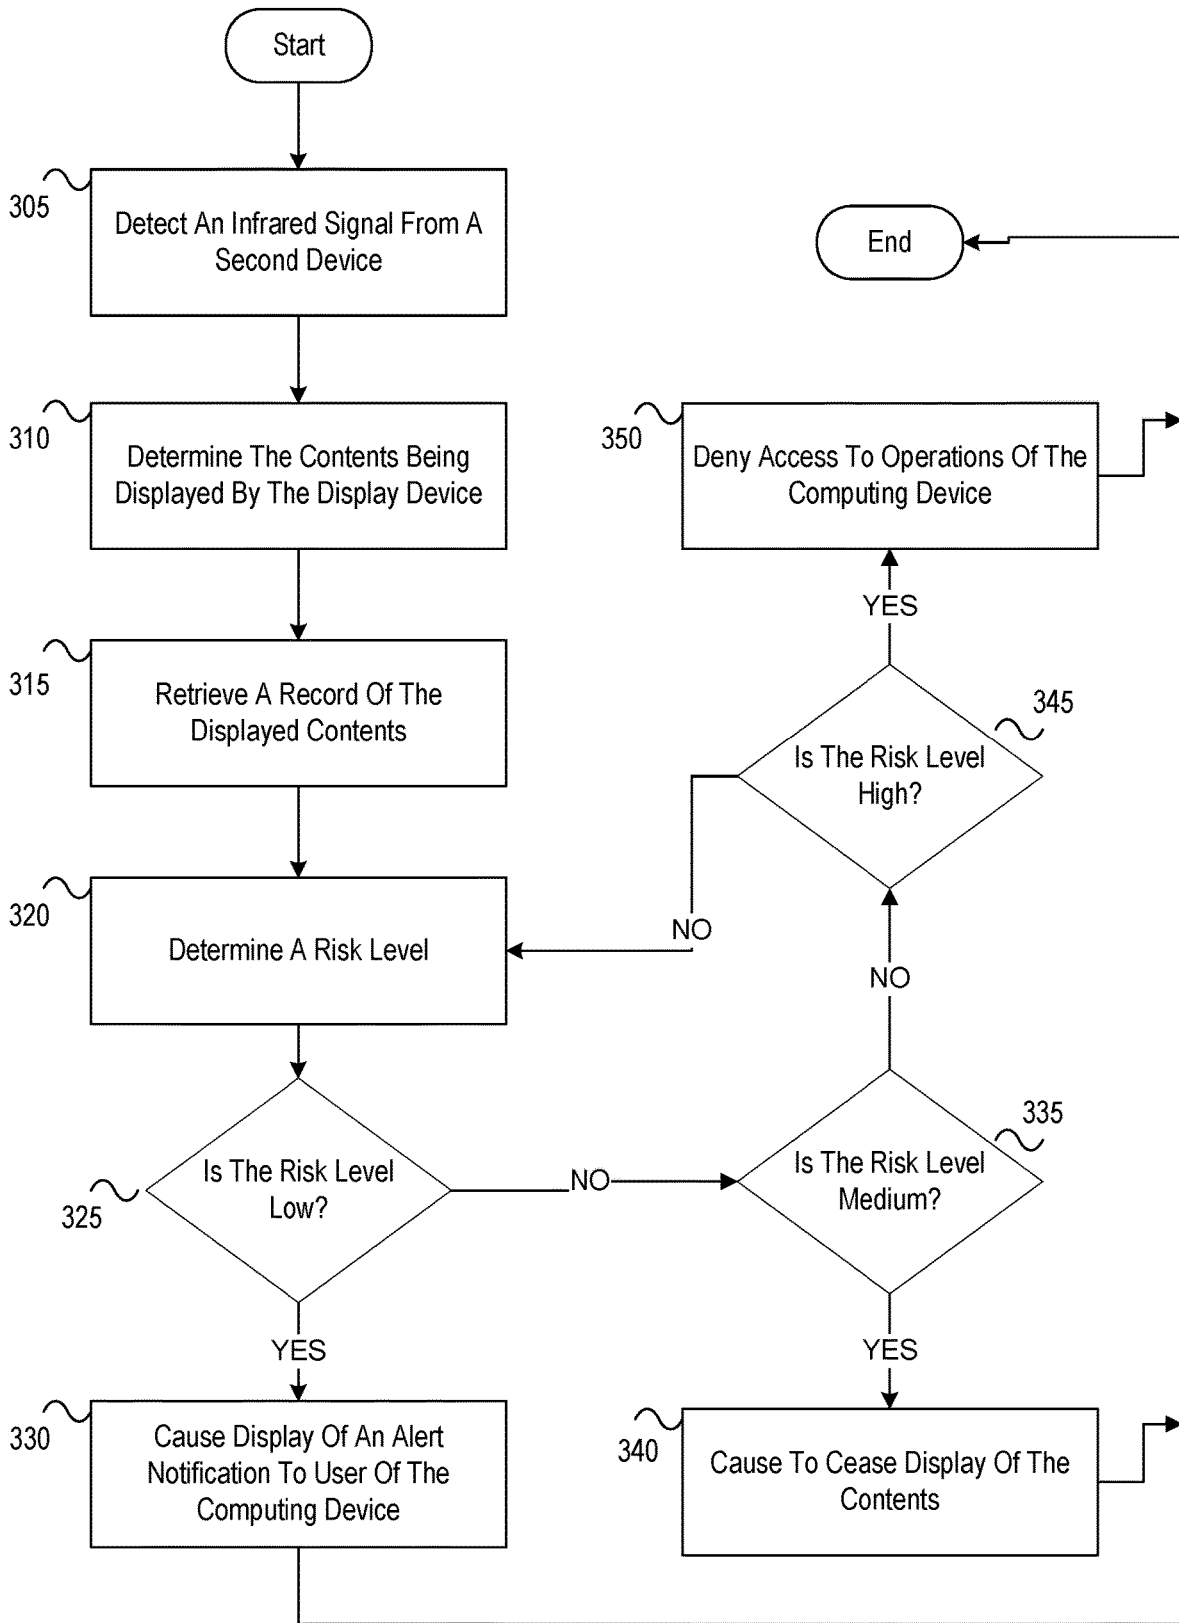 Start
305
Detect An Infrared Signal From A
Second Device
310
Determine The Contents Being
Displayed By The Display Device
315
Retrieve A Record Of The
Displayed Contents
320
Determine A Risk Level
325
Is The Risk Level
Low?
NO
YES
330
Cause Display Of An Alert
Notification To User Of The
Computing Device
335
Is The Risk Level
Medium?
YES
340
Cause To Cease Display Of The
Contents
NO
345
Is The Risk Level
High?
NO
YES
350
Deny Access To Operations Of The
Computing Device
End